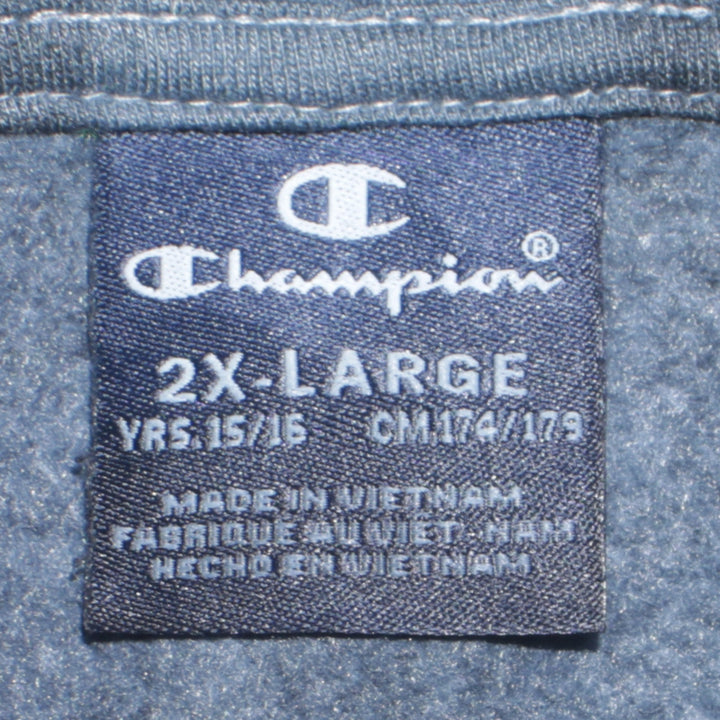 C
Champion®
2X-LARGE
YRS.15/16 CM.174/179
MADE IN VIETNAM
FABRIQUE AU VIET. NAM
HECHO EN VIETNAM